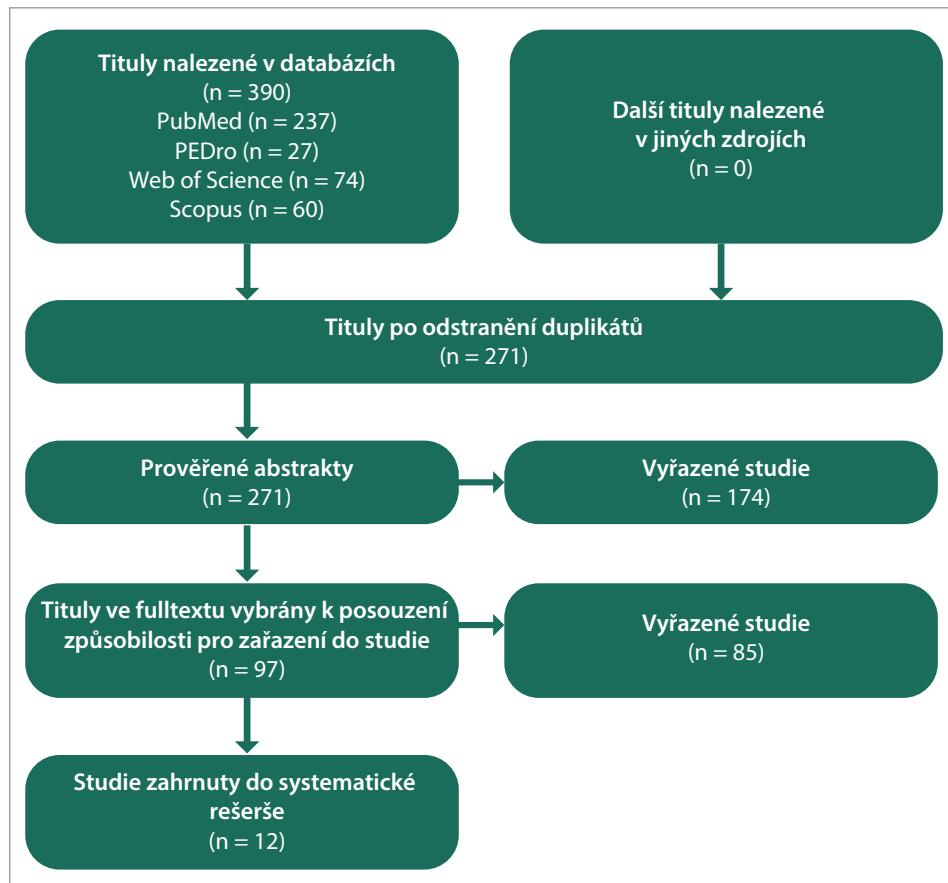 Tituly nalezené v databázích
(n = 390)
PubMed (n = 237)
PEDro (n = 27)
Web of Science (n = 74)
Scopus (n = 60)
Další tituly nalezené
v jiných zdrojích
(n = 0)
Tituly po odstranění duplikátů
(n = 271)
Prověřené abstrakty
(n = 271)
Vyřazené studie
(n = 174)
Tituly ve fulltextu vybrány k posouzení
způsobilosti pro zařazení do studie
(n = 97)
Vyřazené studie
(n = 85)
Studie zahrnuty do systematické
rešerše
(n = 12)